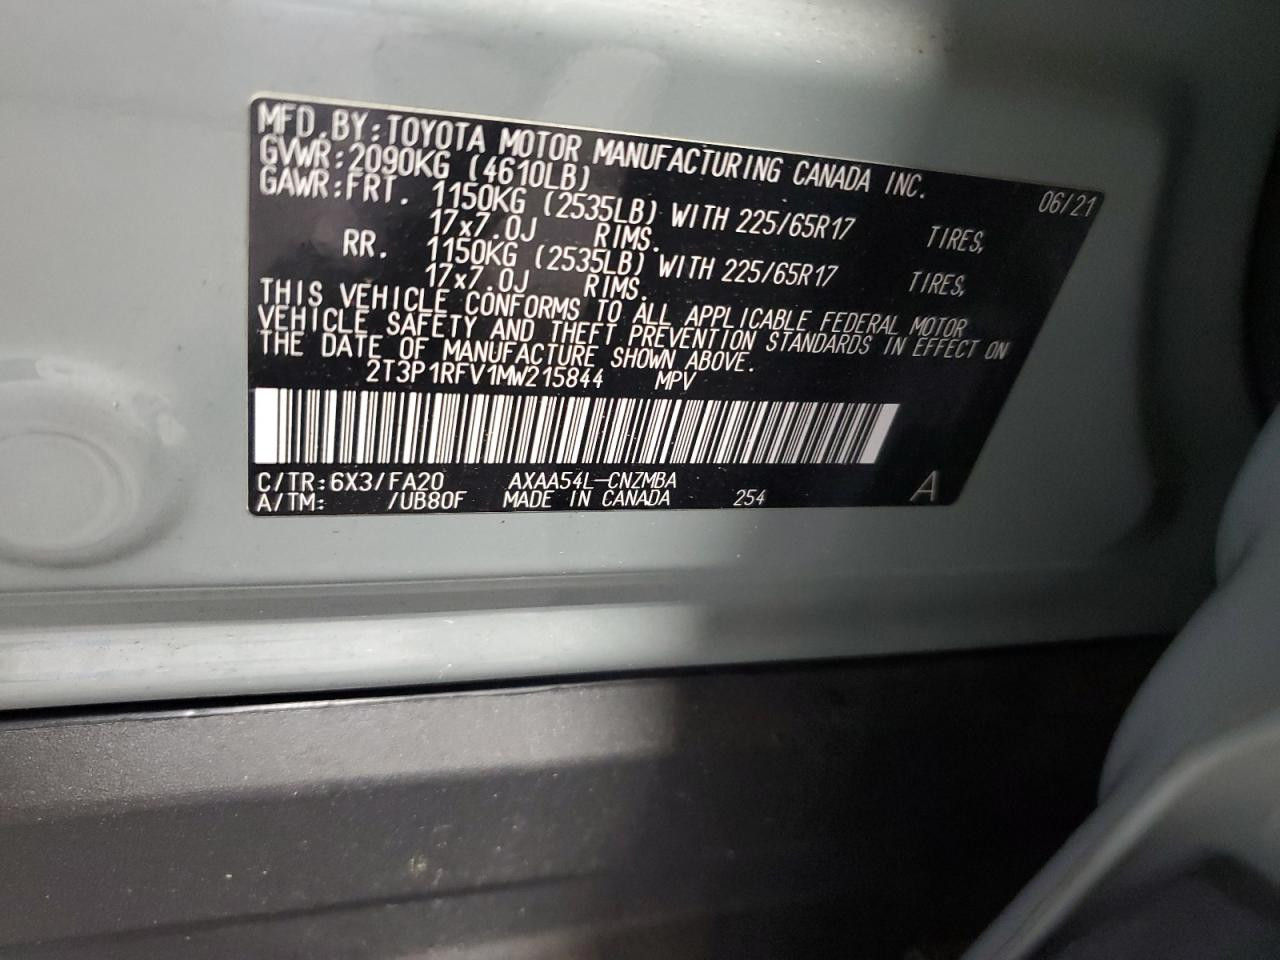 MFD.BY:TOYOTA MOTOR MANUFACTURING CANADA INC. 06/21
GVWR:2090KG (4610LB)
GAWR:FRT. 1150KG (2535LB) WITH 225/65R17 TIRES,
17x7.0J RIMS.
RR. 1150KG (2535LB) WITH 225/65R17 TIRES,
17x7.0J RIMS.
THIS VEHICLE CONFORMS TO ALL APPLICABLE FEDERAL MOTOR
VEHICLE SAFETY AND THEFT PREVENTION STANDARDS IN EFFECT ON
THE DATE OF MANUFACTURE SHOWN ABOVE.
2T3P1RFV1MW215844 MPV
C/TR:6X3/FA20 AXAA54L-CNZMBA
A/TM: /UB80F MADE IN CANADA 254 A